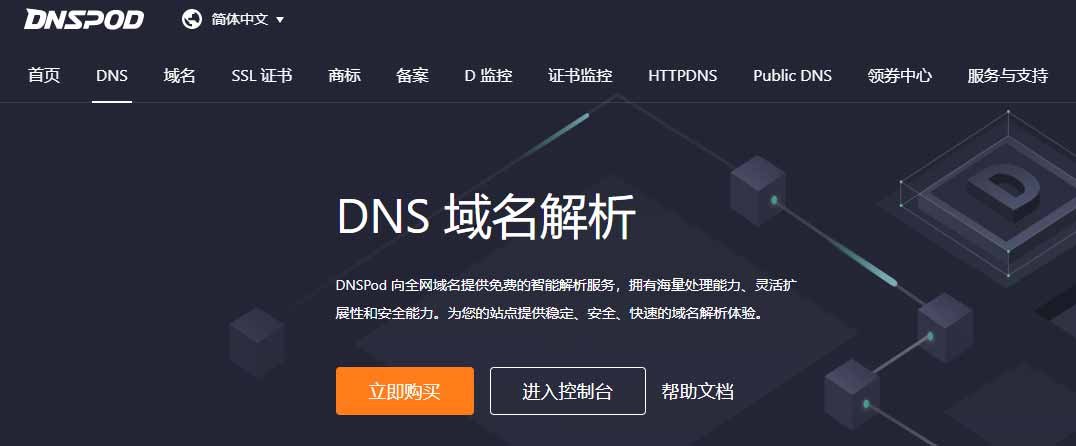 DNSPOD 简体中文
首页 DNS 域名 SSL 证书 商标 备案 D 监控 证书监控 HTTPDNS Public DNS 领券中心 服务与支持
D
DNS 域名解析
DNSPod 向全网域名提供免费的智能解析服务，拥有海量处理能力、灵活扩
展性和安全能力。为您的站点提供稳定、安全、快速的域名解析体验。
立即购买 进入控制台 帮助文档